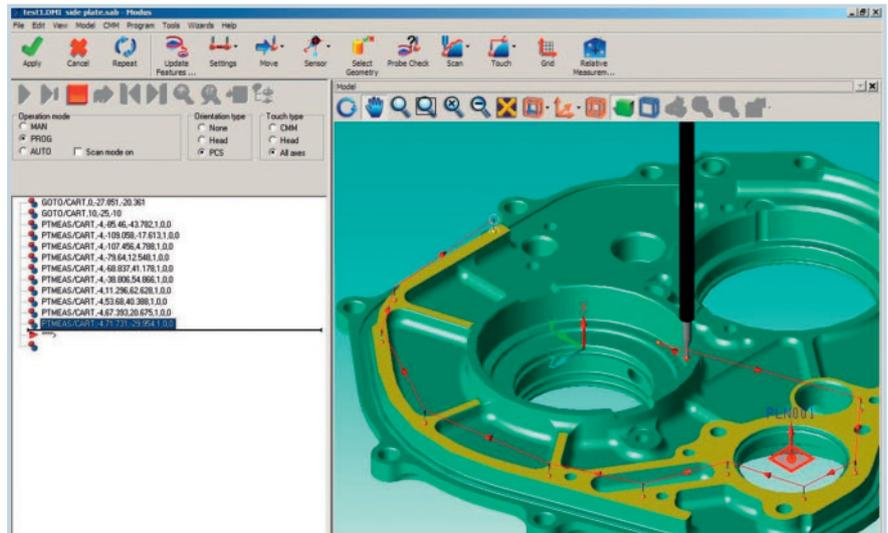 test1.DMI side plate.sab - Modus
File Edit View Model CMM Program Tools Wizards Help
Apply Cancel Repeat Update Features ... Settings Move Sensor Select Geometry Probe Check Scan Touch Grid Relative Measurem...
Model
Operation mode
MAN
PROG
AUTO
Scan mode on
Orientation type
None
Head
PCS
Touch type
CMM
Head
All axes
GOTO/CART,0,-27.051,-20.361
GOTO/CART,10,-25,-10
PTMEAS/CART,-4,-85.46,-43.782,1,0,0
PTMEAS/CART,-4,-109.058,-17.613,1,0,0
PTMEAS/CART,-4,-107.456,4.788,1,0,0
PTMEAS/CART,-4,-79.64,12.548,1,0,0
PTMEAS/CART,-4,-68.837,41.178,1,0,0
PTMEAS/CART,-4,-38.806,54.866,1,0,0
PTMEAS/CART,-4,11.296,62.628,1,0,0
PTMEAS/CART,-4,53.68,40.388,1,0,0
PTMEAS/CART,-4,67.393,20.675,1,0,0
PTMEAS/CART,-4,71.731,-29.954,1,0,0
PLN001